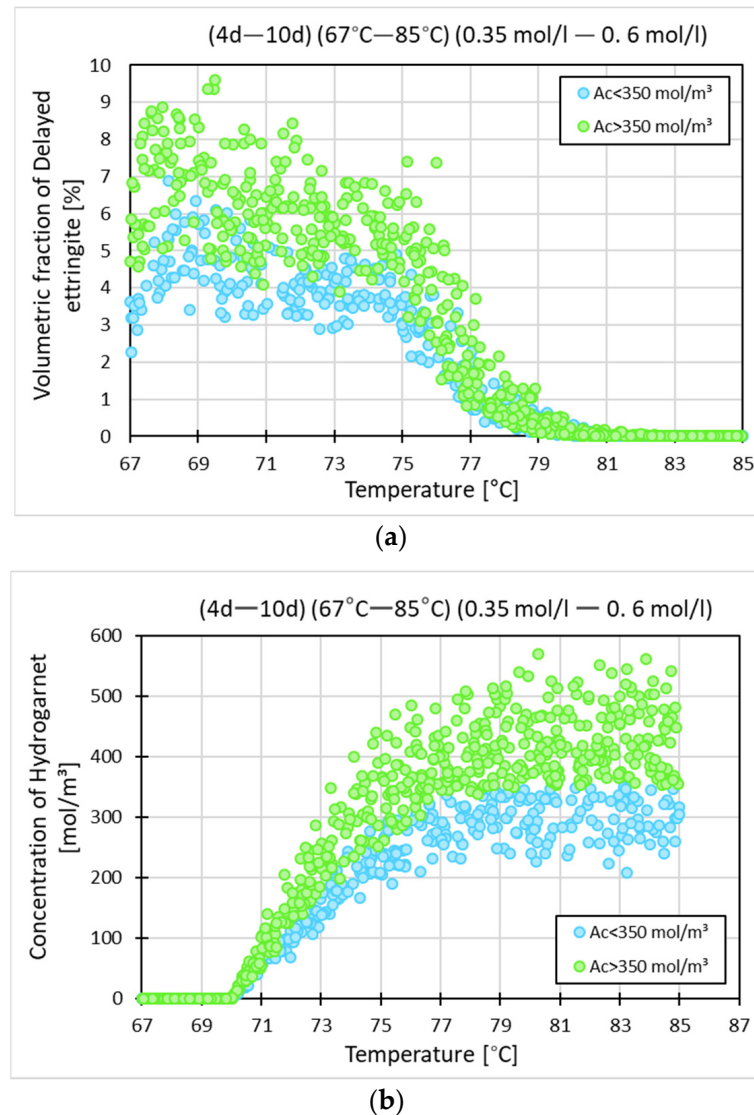 (4d—10d) (67°C—85°C) (0.35 mol/l — 0. 6 mol/l)
Volumetric fraction of Delayed
ettringite [%]
10
9
8
7
6
5
4
3
2
1
0
Ac<350 mol/m³
Ac>350 mol/m³
67 69 71 73 75 77 79 81 83 85
Temperature [°C]
(a)
(4d—10d) (67°C—85°C) (0.35 mol/l — 0. 6 mol/l)
Concentration of Hydrogarnet
[mol/m³]
600
500
400
300
200
100
0
Ac<350 mol/m³
Ac>350 mol/m³
67 69 71 73 75 77 79 81 83 85 87
Temperature [°C]
(b)